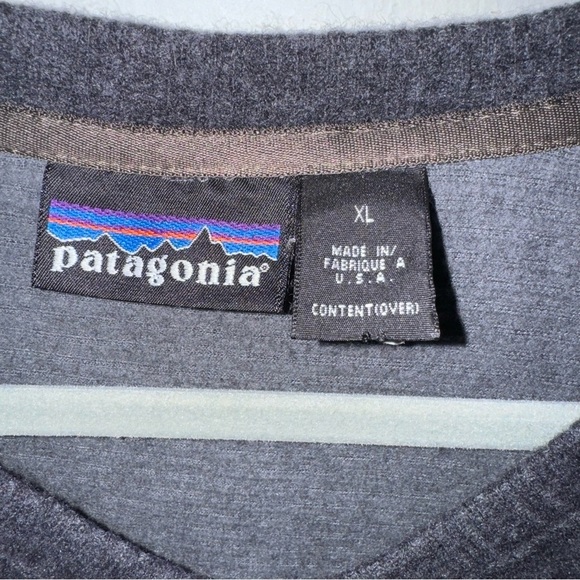 patagonia®
XL
MADE IN/
FABRIQUE A
U.S.A.
CONTENT(OVER)